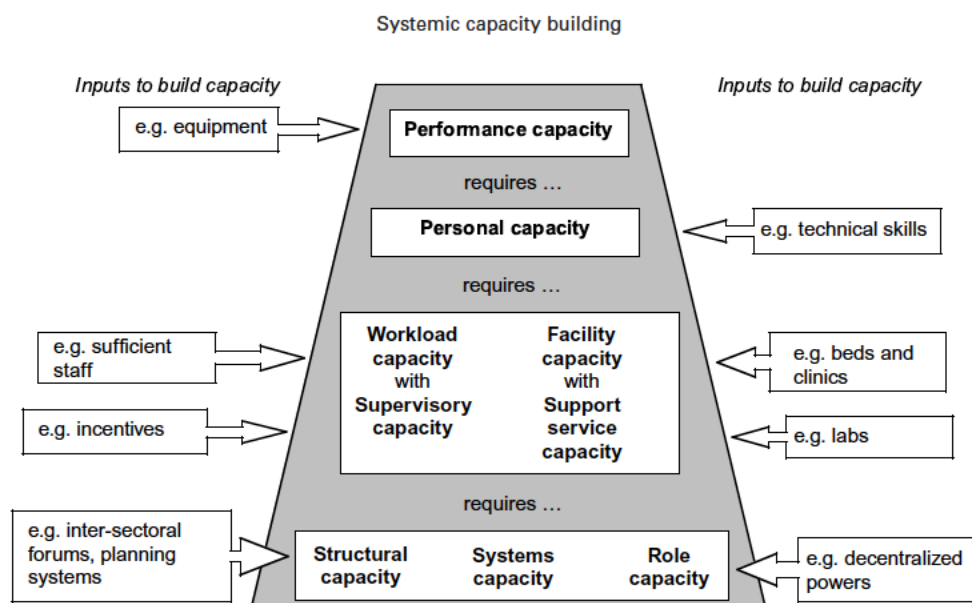 Systemic capacity building
Inputs to build capacity
Inputs to build capacity
e.g. equipment
Performance capacity
requires …
Personal capacity
e.g. technical skills
requires …
e.g. sufficient
staff
Workload
capacity
with
Supervisory
capacity
Facility
capacity
with
Support
service
capacity
e.g. beds and
clinics
e.g. incentives
e.g. labs
requires …
e.g. inter-sectoral
forums, planning
systems
Structural
capacity
Systems
capacity
Role
capacity
e.g. decentralized
powers